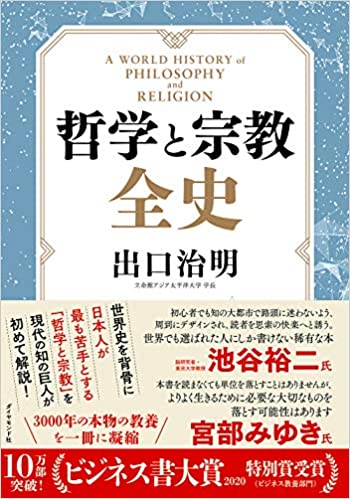 A WORLD HISTORY of
PHILOSOPHY
and
RELIGION
哲学と宗教
全史
出口治明
立命館アジア太平洋大学 学長
世界史を背骨に
日本人が
最も苦手とする
「哲学と宗教」を
現代の知の巨人が
初めて解説!
ダイヤモンド社
3000年の本物の教養
を一冊に凝縮
初心者でも知の大都市で路頭に迷わないよう、
周到にデザインされ、読者を思索の快楽へと誘う。
世界でも選ばれた人にしか書けない稀有な本
脳研究者・
東京大学教授
池谷裕二氏
本書を読まなくても単位を落とすことはありませんが、
よりよく生きるために必要な大切なものを
落とす可能性はあります
宮部みゆき氏
10万部突破!
ビジネス書大賞2020
特別賞受賞
(ビジネス教養部門)